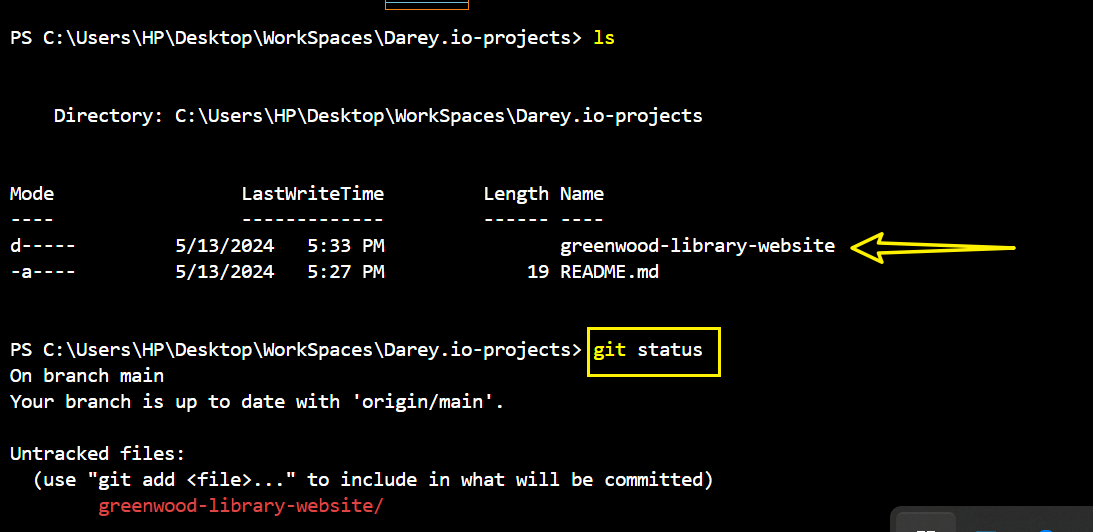 PS C:\Users\HP\Desktop\WorkSpaces\Darey.io-projects> ls
Directory: C:\Users\HP\Desktop\WorkSpaces\Darey.io-projects
Mode LastWriteTime Length Name
---- ------------- ------ ----
d----- 5/13/2024 5:33 PM greenwood-library-website
-a---- 5/13/2024 5:27 PM 19 README.md
PS C:\Users\HP\Desktop\WorkSpaces\Darey.io-projects> git status
On branch main
Your branch is up to date with 'origin/main'.
Untracked files:
(use "git add <file>..." to include in what will be committed)
greenwood-library-website/